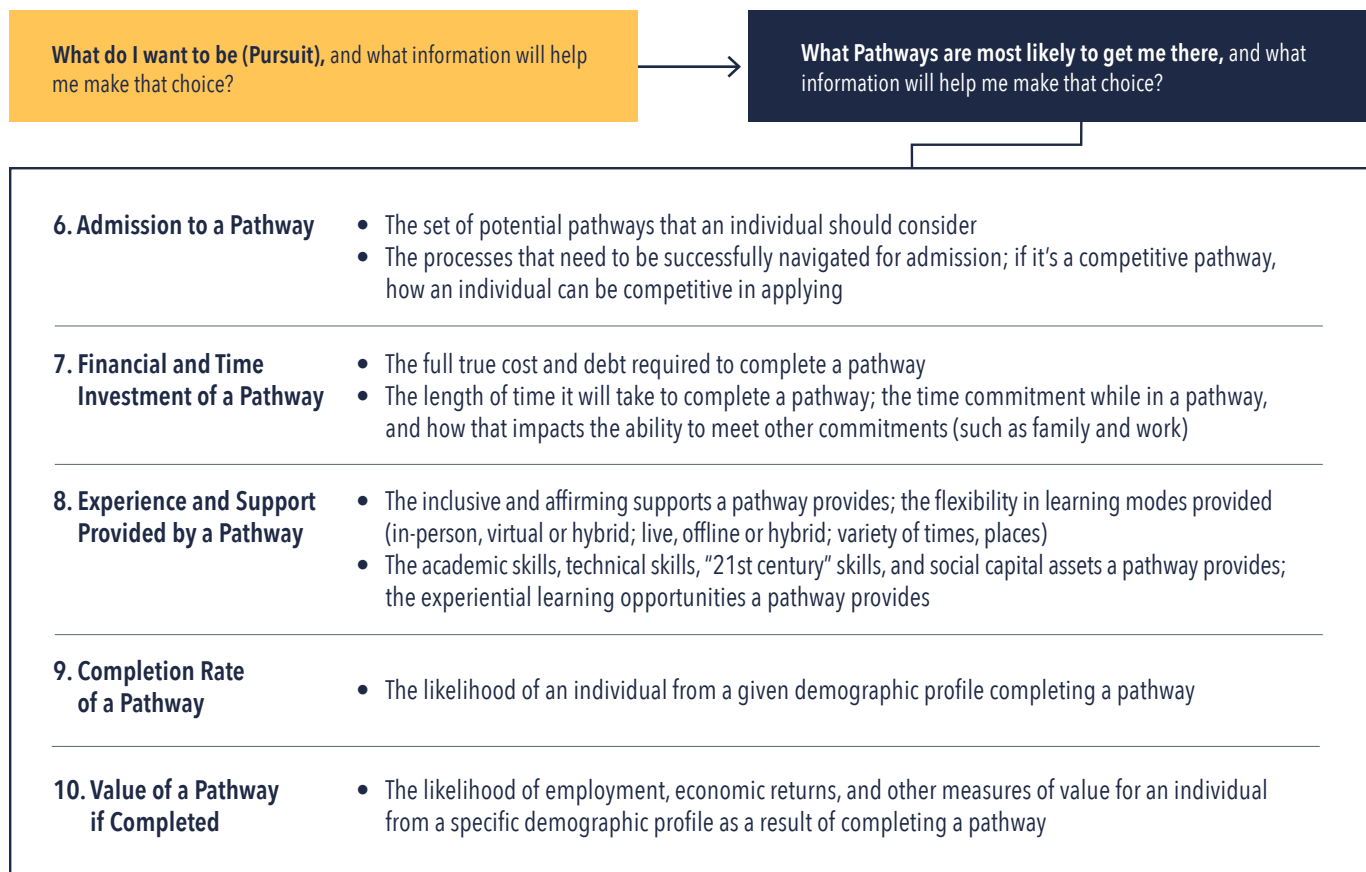 What do I want to be (Pursuit), and what information will help
me make that choice?
What Pathways are most likely to get me there, and what
information will help me make that choice?
6. Admission to a Pathway
• The set of potential pathways that an individual should consider
• The processes that need to be successfully navigated for admission; if it's a competitive pathway,
how an individual can be competitive in applying
7. Financial and Time
Investment of a Pathway
• The full true cost and debt required to complete a pathway
• The length of time it will take to complete a pathway; the time commitment while in a pathway,
and how that impacts the ability to meet other commitments (such as family and work)
8. Experience and Support
Provided by a Pathway
• The inclusive and affirming supports a pathway provides; the flexibility in learning modes provided
(in-person, virtual or hybrid; live, offline or hybrid; variety of times, places)
• The academic skills, technical skills, "21st century" skills, and social capital assets a pathway provides;
the experiential learning opportunities a pathway provides
9. Completion Rate
of a Pathway
• The likelihood of an individual from a given demographic profile completing a pathway
10. Value of a Pathway
if Completed
• The likelihood of employment, economic returns, and other measures of value for an individual
from a specific demographic profile as a result of completing a pathway